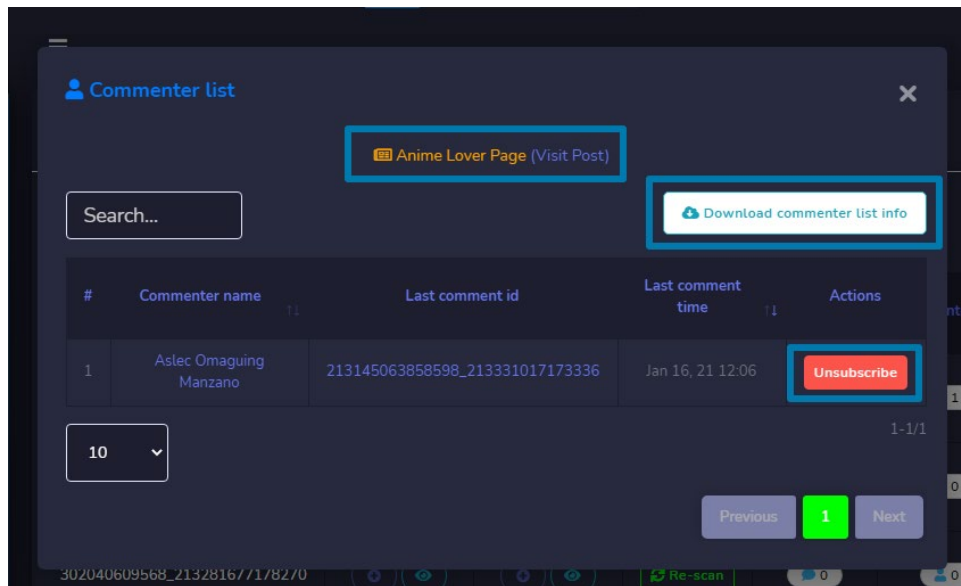 Commenter list
Anime Lover Page (Visit Post)
Search...
Download commenter list info
# Commenter name Last comment id Last comment time Actions
1 Aslec Omaguing Manzano 213145063858598_213331017173336 Jan 16, 21 12:06 Unsubscribe
1-1/1
10
Previous 1 Next
302040609568_213281677178270 Re-scan 0 0